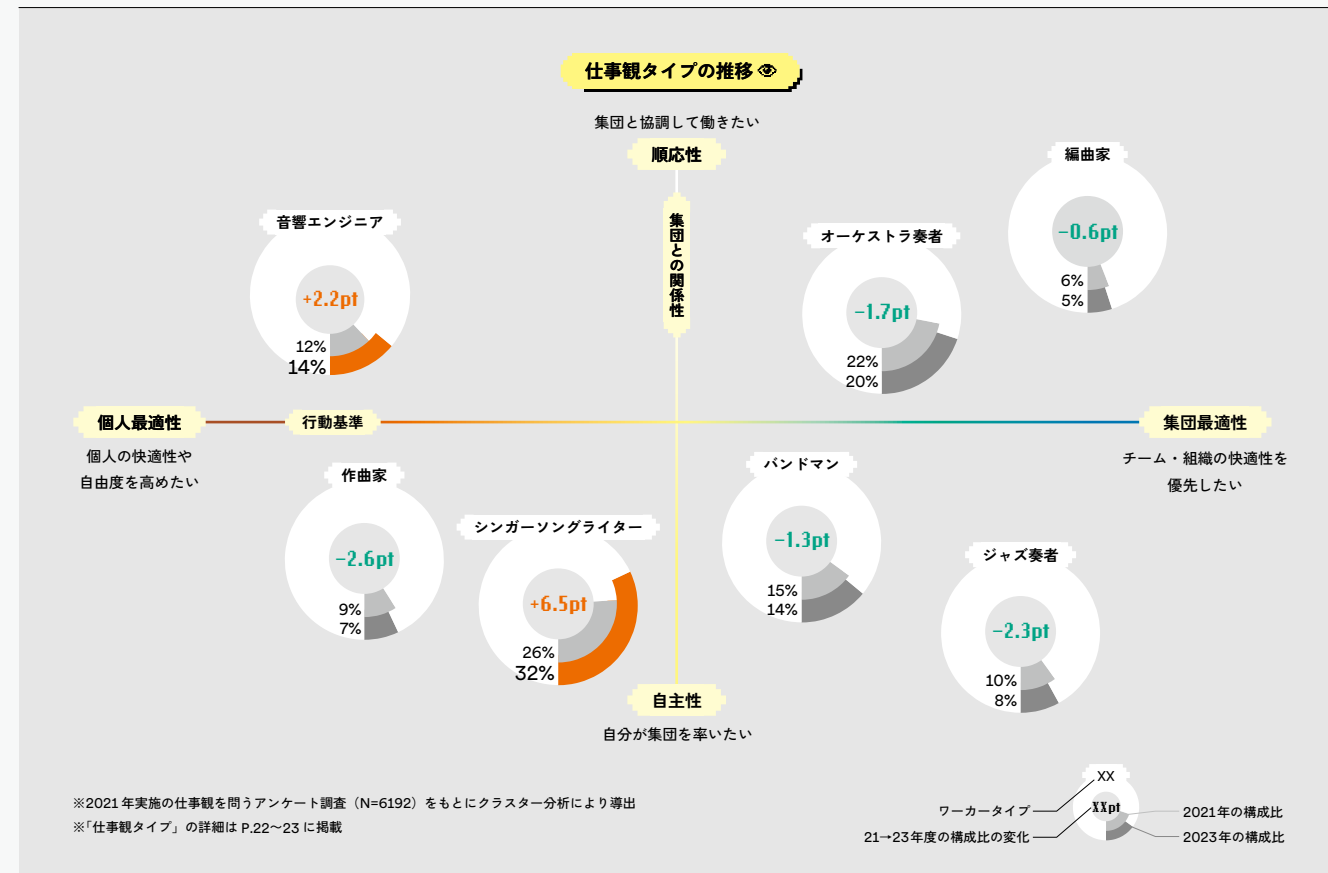 仕事観タイプの推移
集団と協調して働きたい
順応性
集団との関係性
編曲家
−0.6pt
6%
5%
音響エンジニア
+2.2pt
12%
14%
オーケストラ奏者
−1.7pt
22%
20%
個人最適性
行動基準
集団最適性
個人の快適性や
自由度を高めたい
チーム・組織の快適性を
優先したい
作曲家
−2.6pt
9%
7%
シンガーソングライター
+6.5pt
26%
32%
バンドマン
−1.3pt
15%
14%
ジャズ奏者
−2.3pt
10%
8%
自主性
自分が集団を率いたい
※2021年実施の仕事観を問うアンケート調査（N=6192）をもとにクラスター分析により導出
※「仕事観タイプ」の詳細は P.22〜23 に掲載
XX
ワーカータイプ
XXpt
2021年の構成比
21→23年度の構成比の変化
2023年の構成比